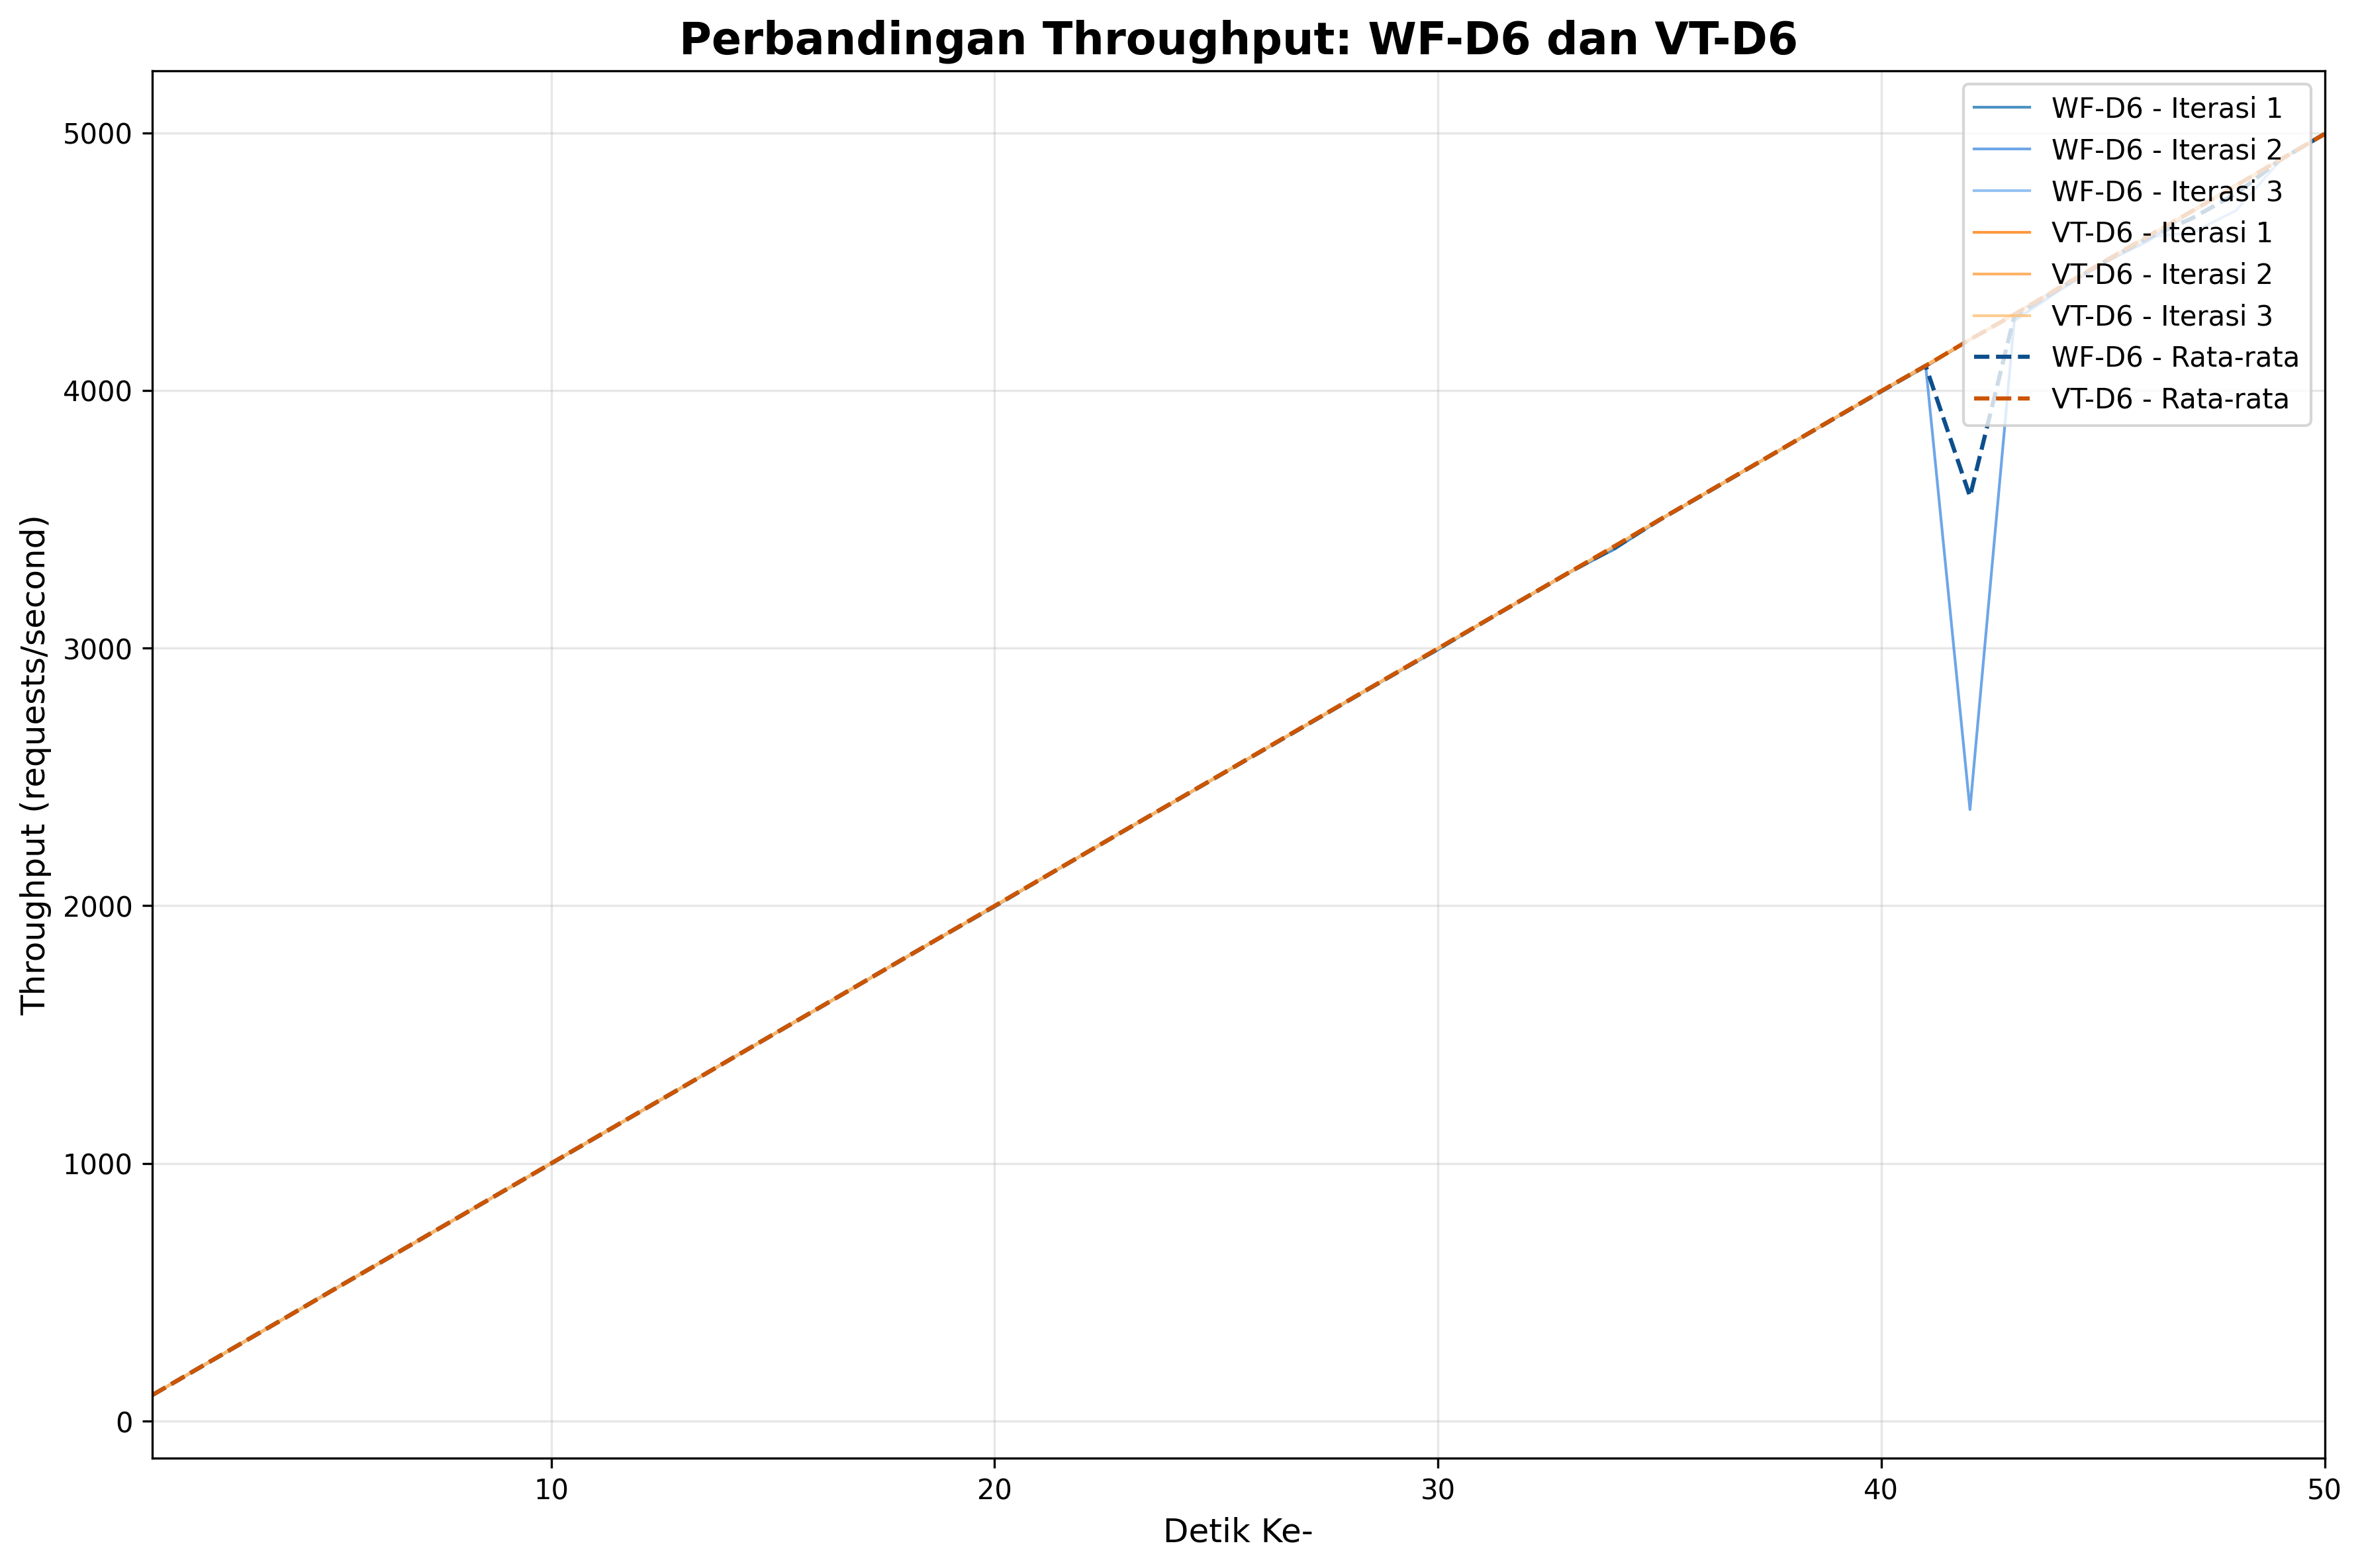 Perbandingan Throughput: WF-D6 dan VT-D6
WF-D6 - Iterasi 1
WF-D6 - Iterasi 2
WF-D6 - Iterasi 3
VT-D6 - Iterasi 1
VT-D6 - Iterasi 2
VT-D6 - Iterasi 3
WF-D6 - Rata-rata
VT-D6 - Rata-rata
Throughput (requests/second)
5000
4000
3000
2000
1000
0
10
20
30
40
50
Detik Ke-